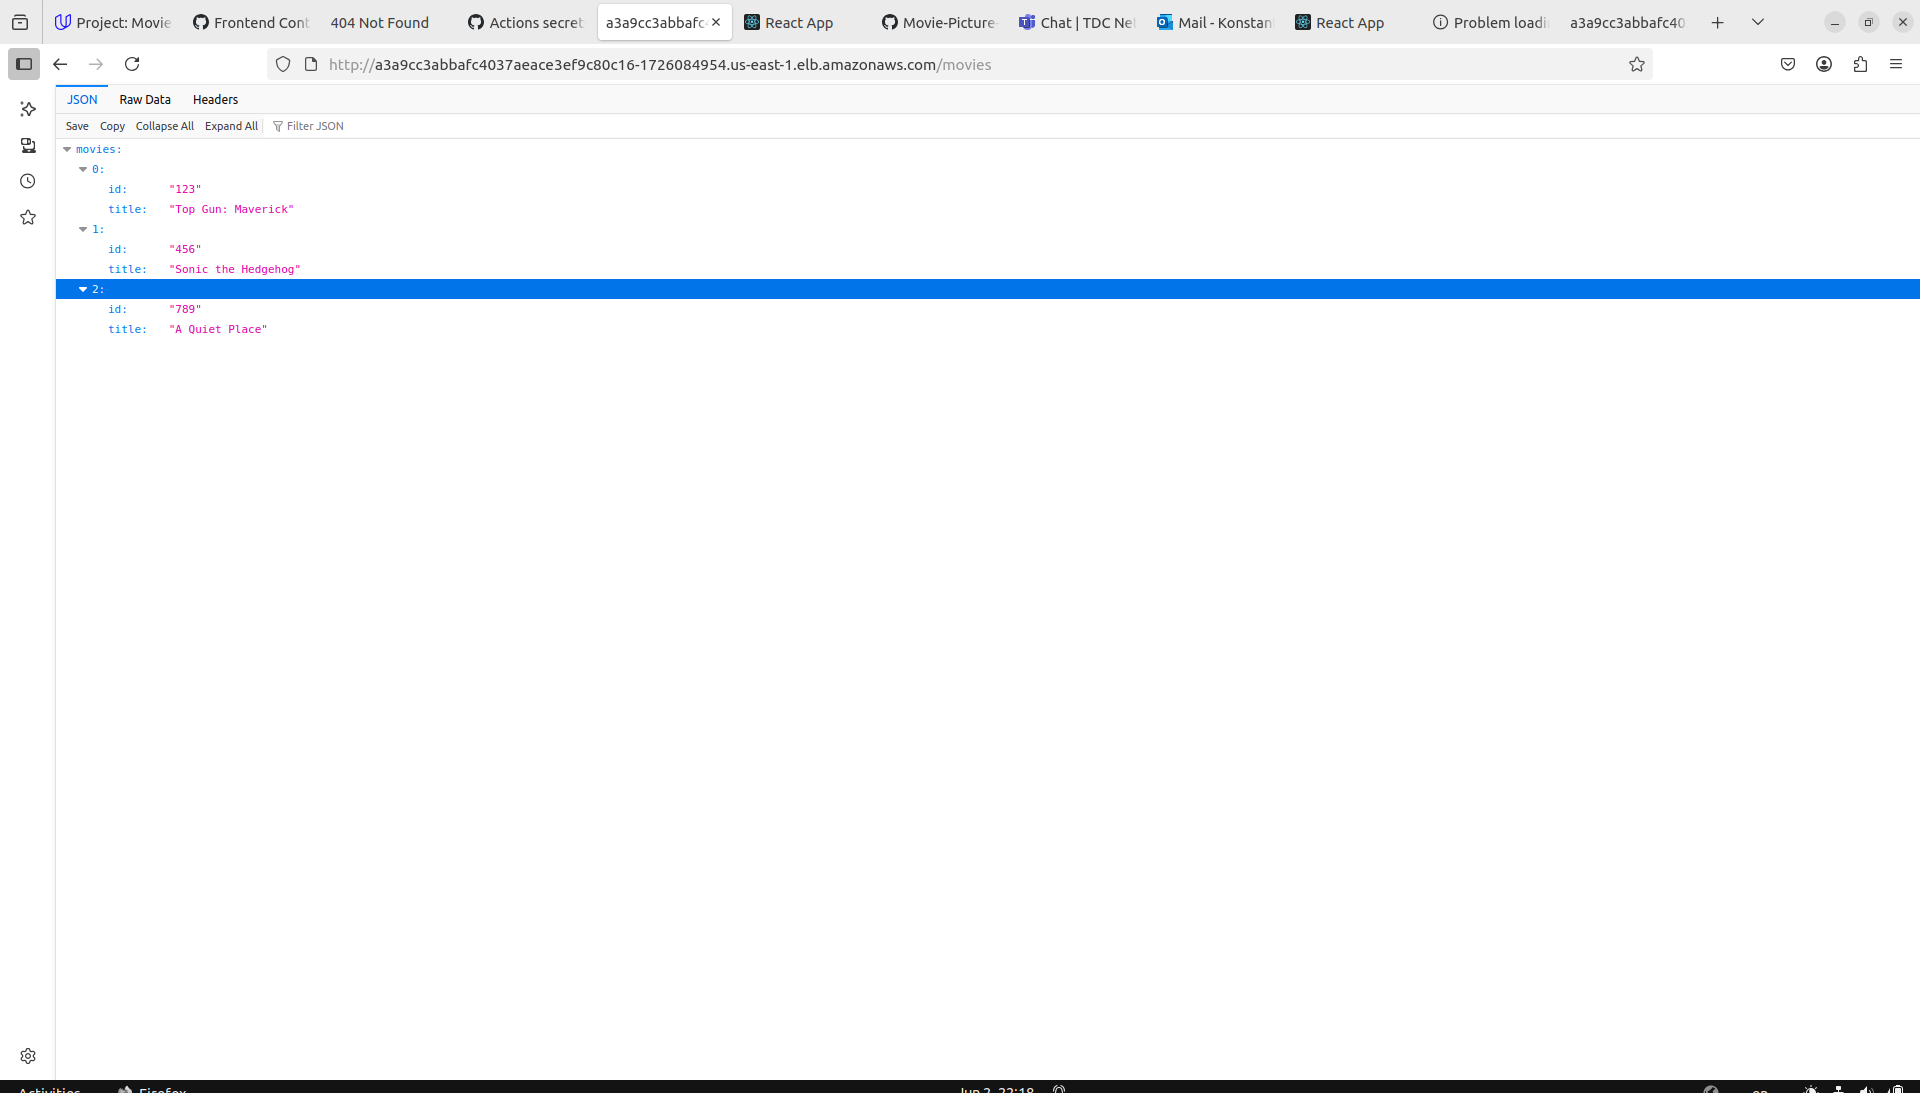 Project: Movie
Frontend Cont
404 Not Found
Actions secret
a3a9cc3abbafc
React App
Movie-Picture-
Chat | TDC Net
Mail - Konstan
React App
Problem loadi
a3a9cc3abbafc40
http://a3a9cc3abbafc4037aeace3ef9c80c16-1726084954.us-east-1.elb.amazonaws.com/movies
JSON Raw Data Headers
Save Copy Collapse All Expand All Filter JSON
movies:
0:
id: "123"
title: "Top Gun: Maverick"
1:
id: "456"
title: "Sonic the Hedgehog"
2:
id: "789"
title: "A Quiet Place"
Activities Firefox Jun 2 22:18